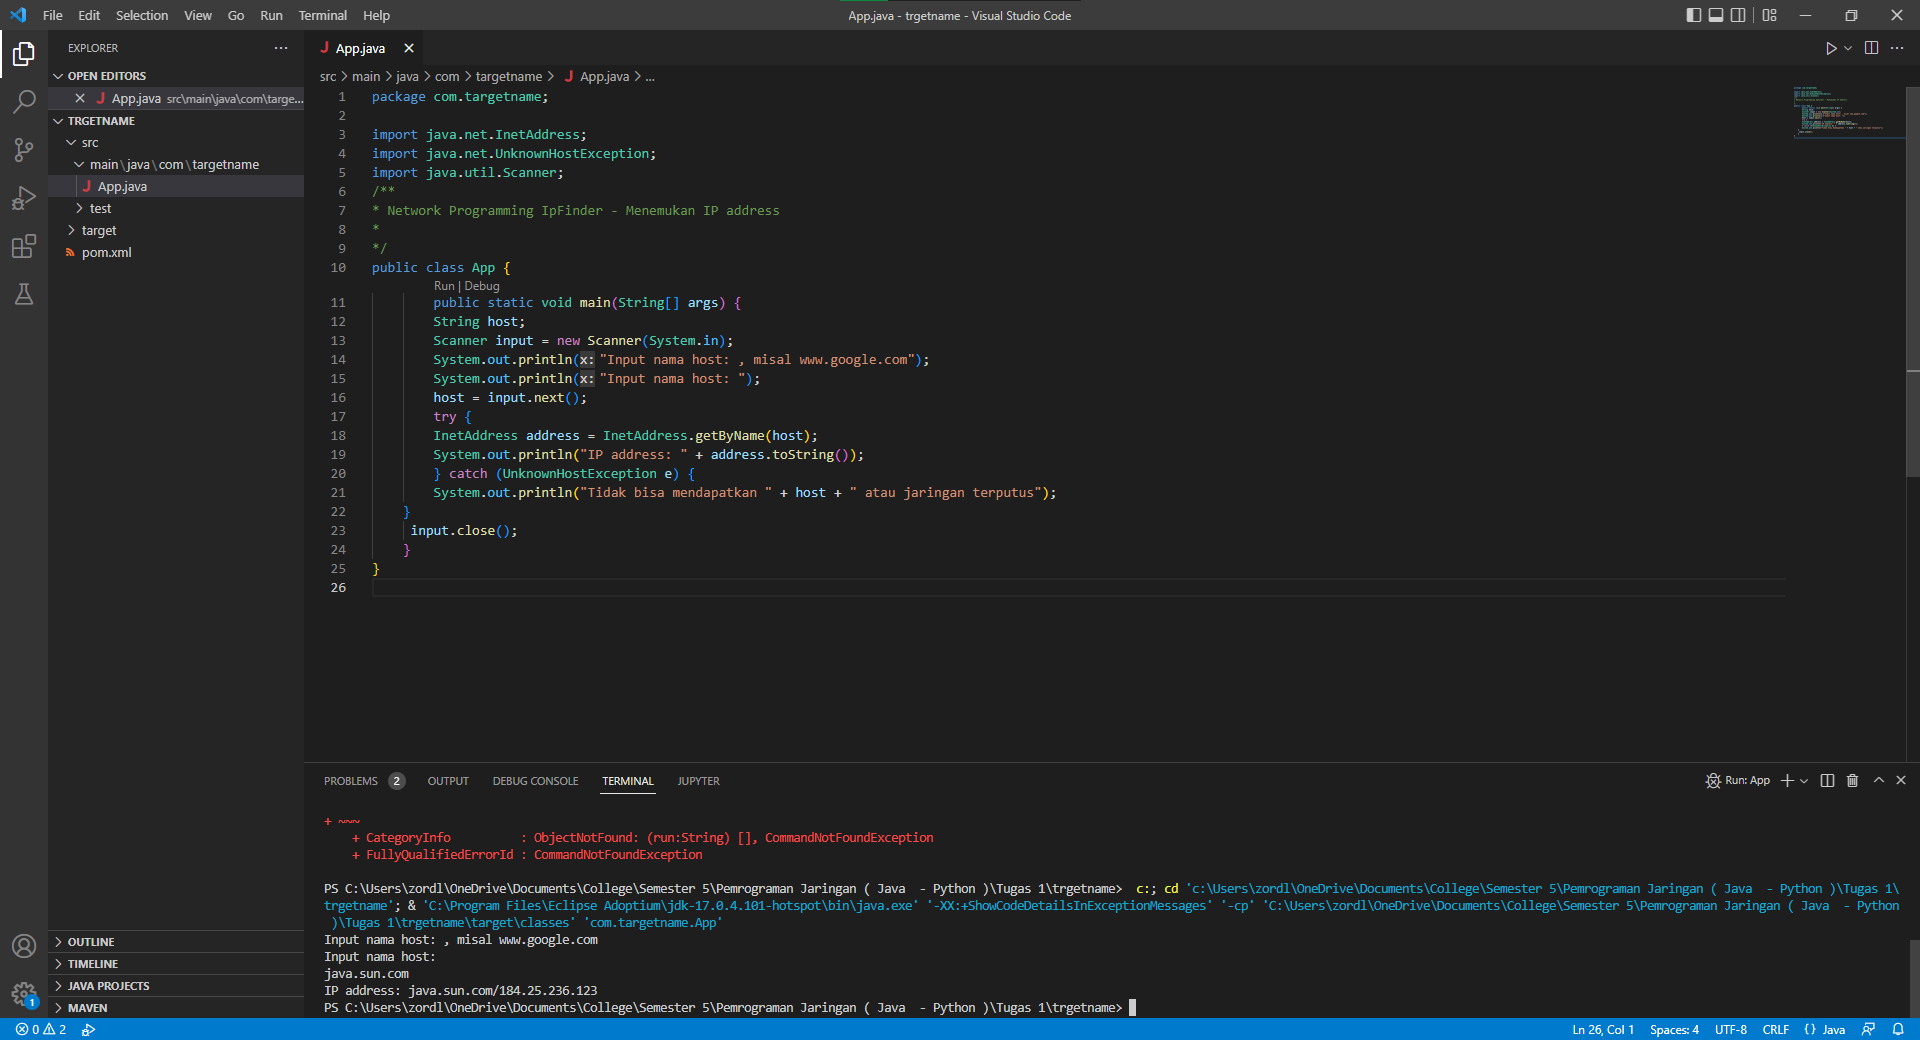 File Edit Selection View Go Run Terminal Help
App.java - trgetname - Visual Studio Code
EXPLORER
OPEN EDITORS
App.java src\main\java\com\targe...
TRGETNAME
src
main\java\com\targetname
App.java
test
target
pom.xml
OUTLINE
TIMELINE
JAVA PROJECTS
MAVEN
1
App.java
src > main > java > com > targetname > App.java > ...
1 package com.targetname;
2
3 import java.net.InetAddress;
4 import java.net.UnknownHostException;
5 import java.util.Scanner;
6 /**
7 * Network Programming IpFinder - Menemukan IP address
8 *
9 */
10 public class App {
Run | Debug
11 public static void main(String[] args) {
12 String host;
13 Scanner input = new Scanner(System.in);
14 System.out.println(x: "Input nama host: , misal www.google.com");
15 System.out.println(x: "Input nama host: ");
16 host = input.next();
17 try {
18 InetAddress address = InetAddress.getByName(host);
19 System.out.println("IP address: " + address.toString());
20 } catch (UnknownHostException e) {
21 System.out.println("Tidak bisa mendapatkan " + host + " atau jaringan terputus");
22 }
23 input.close();
24 }
25 }
26
PROBLEMS 2 OUTPUT DEBUG CONSOLE TERMINAL JUPYTER
Run: App
+ ~~~
+ CategoryInfo : ObjectNotFound: (run:String) [], CommandNotFoundException
+ FullyQualifiedErrorId : CommandNotFoundException
PS C:\Users\zordl\OneDrive\Documents\College\Semester 5\Pemrograman Jaringan ( Java - Python )\Tugas 1\trgetname> c:; cd 'c:\Users\zordl\OneDrive\Documents\College\Semester 5\Pemrograman Jaringan ( Java - Python )\Tugas 1\
trgetname'; & 'C:\Program Files\Eclipse Adoptium\jdk-17.0.4.101-hotspot\bin\java.exe' '-XX:+ShowCodeDetailsInExceptionMessages' '-cp' 'C:\Users\zordl\OneDrive\Documents\College\Semester 5\Pemrograman Jaringan ( Java - Python
)\Tugas 1\trgetname\target\classes' 'com.targetname.App'
Input nama host: , misal www.google.com
Input nama host:
java.sun.com
IP address: java.sun.com/184.25.236.123
PS C:\Users\zordl\OneDrive\Documents\College\Semester 5\Pemrograman Jaringan ( Java - Python )\Tugas 1\trgetname>
0 2
Ln 26, Col 1 Spaces: 4 UTF-8 CRLF {} Java